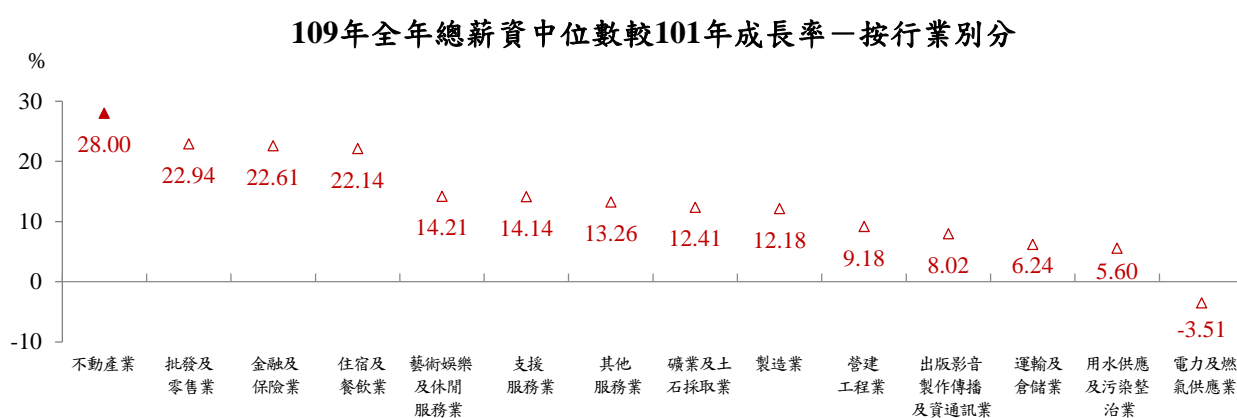 109年全年總薪資中位數較101年成長率－按行業別分
%
30
20
10
0
-10
28.00
22.94
22.61
22.14
14.21
14.14
13.26
12.41
12.18
9.18
8.02
6.24
5.60
-3.51
不動產業
批發及
零售業
金融及
保險業
住宿及
餐飲業
藝術娛樂
及休閒
服務業
支援
服務業
其他
服務業
礦業及土
石採取業
製造業
營建
工程業
出版影音
製作傳播
及資通訊業
運輸及
倉儲業
用水供應
及污染整
治業
電力及燃
氣供應業